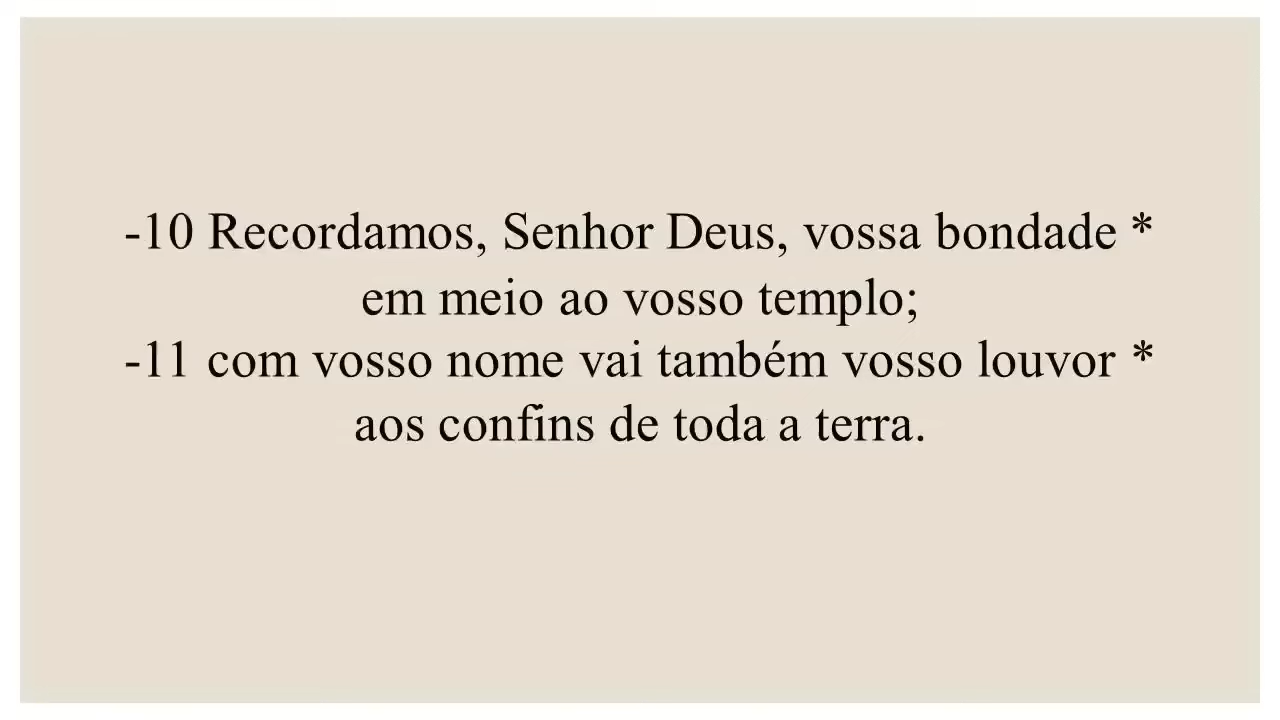 -10 Recordamos, Senhor Deus, vossa bondade *
em meio ao vosso templo;
-11 com vosso nome vai também vosso louvor *
aos confins de toda a terra.